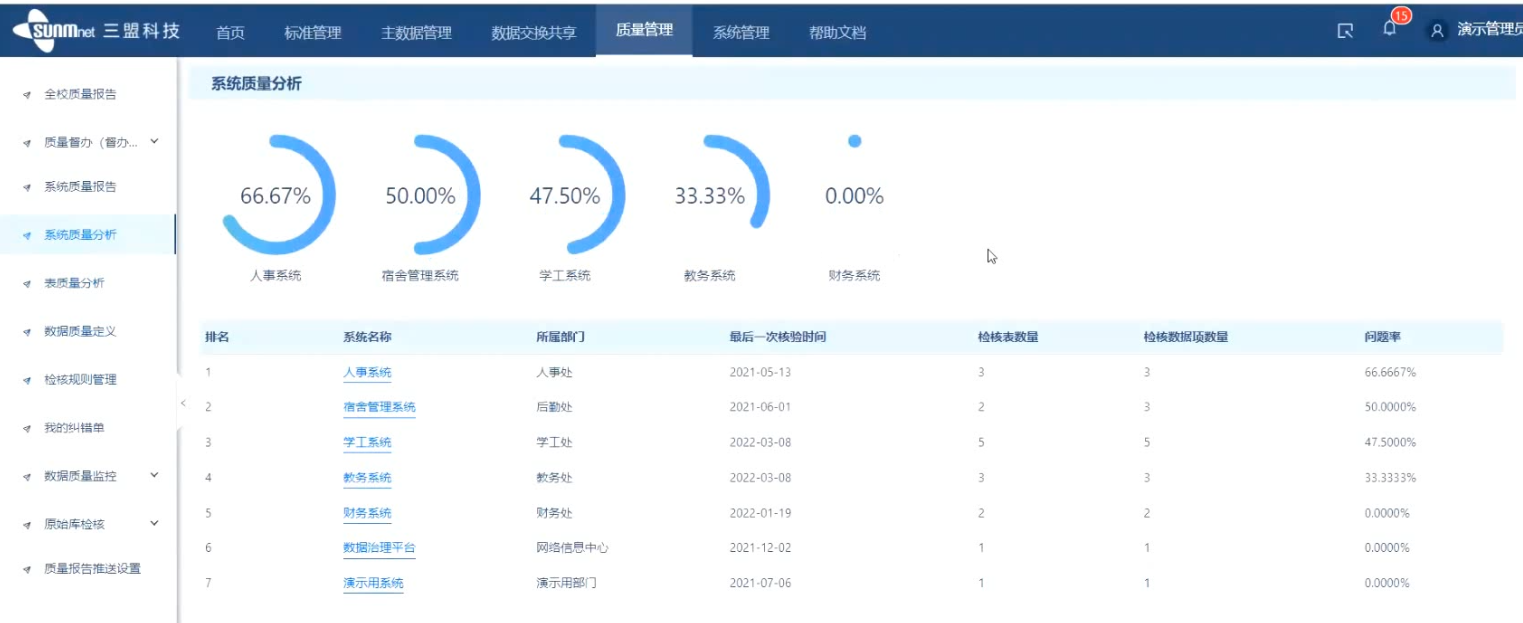 SUNMnet 三盟科技 首页 标准管理 主数据管理 数据交换共享 质量管理 系统管理 帮助文档 15 演示管理员
系统质量分析
全校质量报告
质量督办（督办...
系统质量报告
系统质量分析
表质量分析
数据质量定义
检核规则管理
我的纠错单
数据质量监控
原始库检核
质量报告推送设置
66.67% 50.00% 47.50% 33.33% 0.00%
人事系统 宿舍管理系统 学工系统 教务系统 财务系统
排名 系统名称 所属部门 最后一次核验时间 检核表数量 检核数据项数量 问题率
1 人事系统 人事处 2021-05-13 3 3 66.6667%
2 宿舍管理系统 后勤处 2021-06-01 2 3 50.0000%
3 学工系统 学工处 2022-03-08 5 5 47.5000%
4 教务系统 教务处 2022-03-08 3 3 33.3333%
5 财务系统 财务处 2022-01-19 2 2 0.0000%
6 数据治理平台 网络信息中心 2021-12-02 1 1 0.0000%
7 演示用系统 演示用部门 2021-07-06 1 1 0.0000%